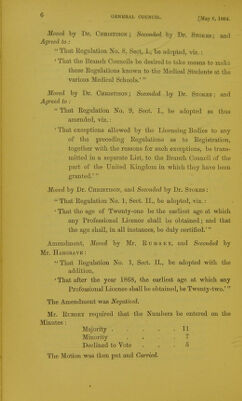 6 GENERAL COUNCIL. [May 6, 1864.
Moved by Dr. CHRISTISON; Seconded by Dr. STOKES; and
Agreed to :
"That Regulation No. 8, Sect. I., be adopted, viz. :
'That the Branch Councils be desired to take means to make
these Regulations known to the Medical Students at the
various Medical Schools.'"
Moved by Dr. CHRISTISON; Seconded by Dr. STOKES; and
Agreed to :
"That Regulation No. 9, Sect. I., be adopted as thus
amended, viz. :
'That exceptions allowed by the Licensing Bodies to any
of the preceding Regulations as to Registration,
together with the reasons for such exceptions, be trans-
mitted in a separate List, to the Branch Council of the
part of the United Kingdom in which they have been
granted.'"
Moved by Dr. CHRISTISON, and Seconded by Dr. STOKES:
"That Regulation No. 1, Sect. II., be adopted, viz. :
'That the age of Twenty-one be the earliest age at which
any Professional Licence shall be obtained; and that
the age shall, in all instances, be duly certified.'"
Amendment, Moved by Mr. RUMSEY, and Seconded by
Mr. HARGRAVE:
"That Regulation No. 1, Sect. II., be adopted with the
addition,
'That after the year 1868, the earliest age at which any
Professional Licence shall be obtained, be Twenty-two.'"
The Amendment was Negatived.
Mr. RUMSEY required that the Numbers be entered on the
Minutes :
Majority . . . . . . 11
Minority . . . . . . 7
Declined to Vote . . . . 5
The Motion was then put and Carried.